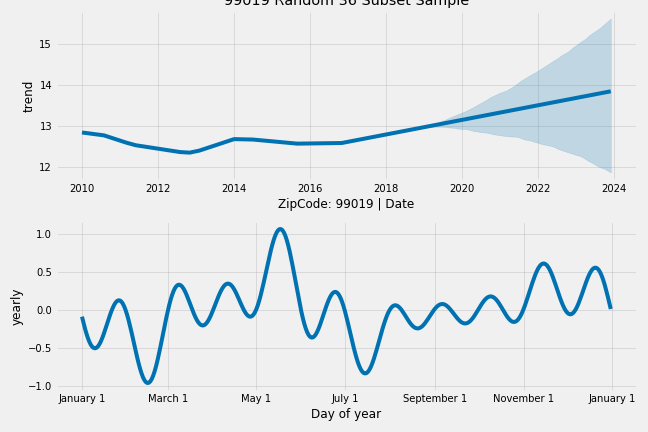 99019 Random 36 Subset Sample
15
14
13
12
trend
2010 2012 2014 2016 2018 2020 2022 2024
ZipCode: 99019 | Date
1.0
0.5
0.0
−0.5
−1.0
yearly
January 1 March 1 May 1 July 1 September 1 November 1 January 1
Day of year